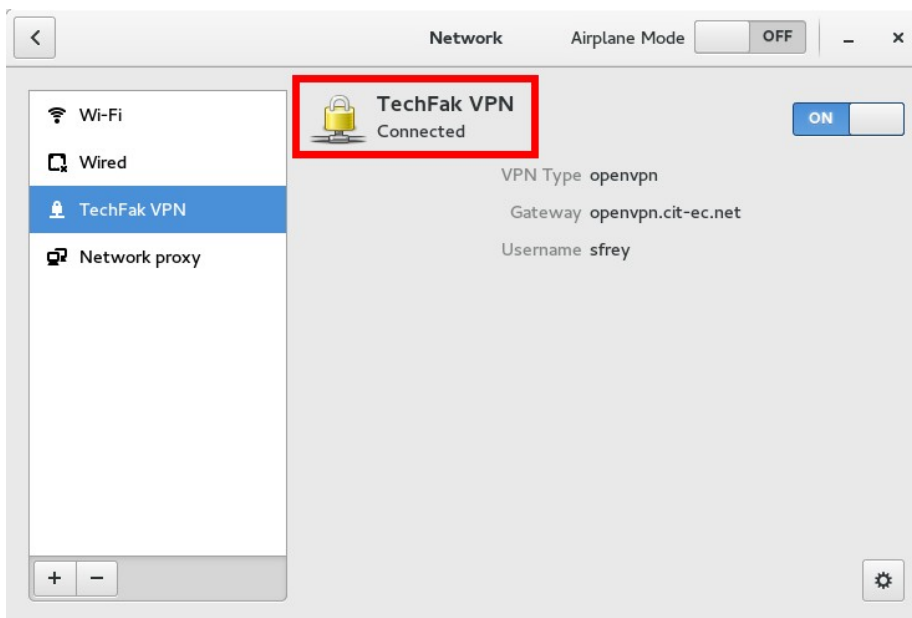 Network
Airplane Mode OFF
Wi-Fi
Wired
TechFak VPN
Network proxy
TechFak VPN
Connected
ON
VPN Type openvpn
Gateway openvpn.cit-ec.net
Username sfrey